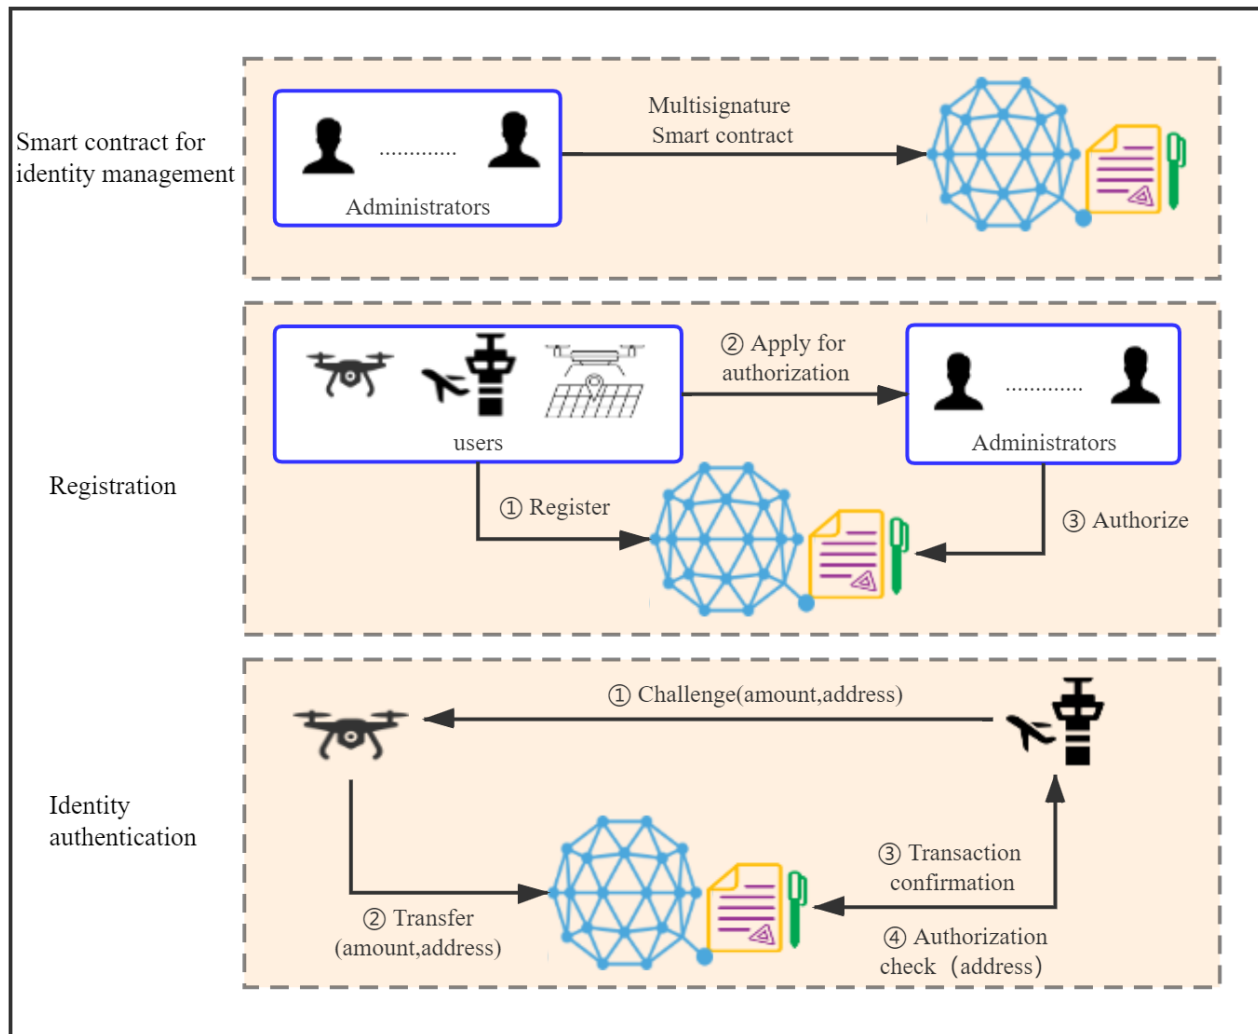 Smart contract for
identity management
Administrators
Multisignature
Smart contract
Registration
users
② Apply for
authorization
Administrators
① Register
③ Authorize
Identity
authentication
① Challenge(amount,address)
② Transfer
(amount,address)
③ Transaction
confirmation
④ Authorization
check（address）